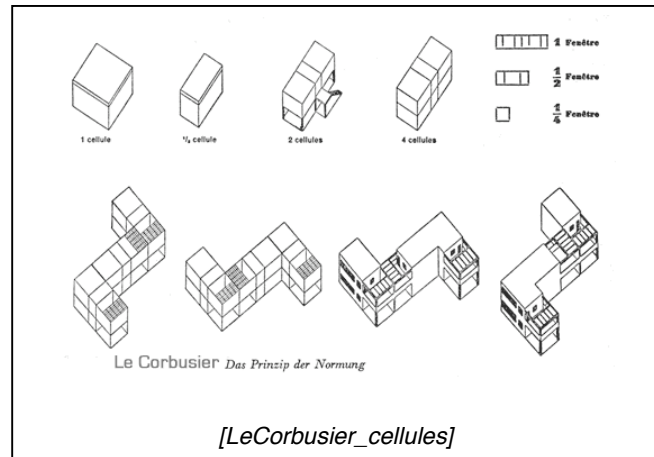 1 Fenêtre
1/2 Fenêtre
1/4 Fenêtre
1 cellule
1/2 cellule
2 cellules
4 cellules
Le Corbusier Das Prinzip der Normung
[LeCorbusier_cellules]